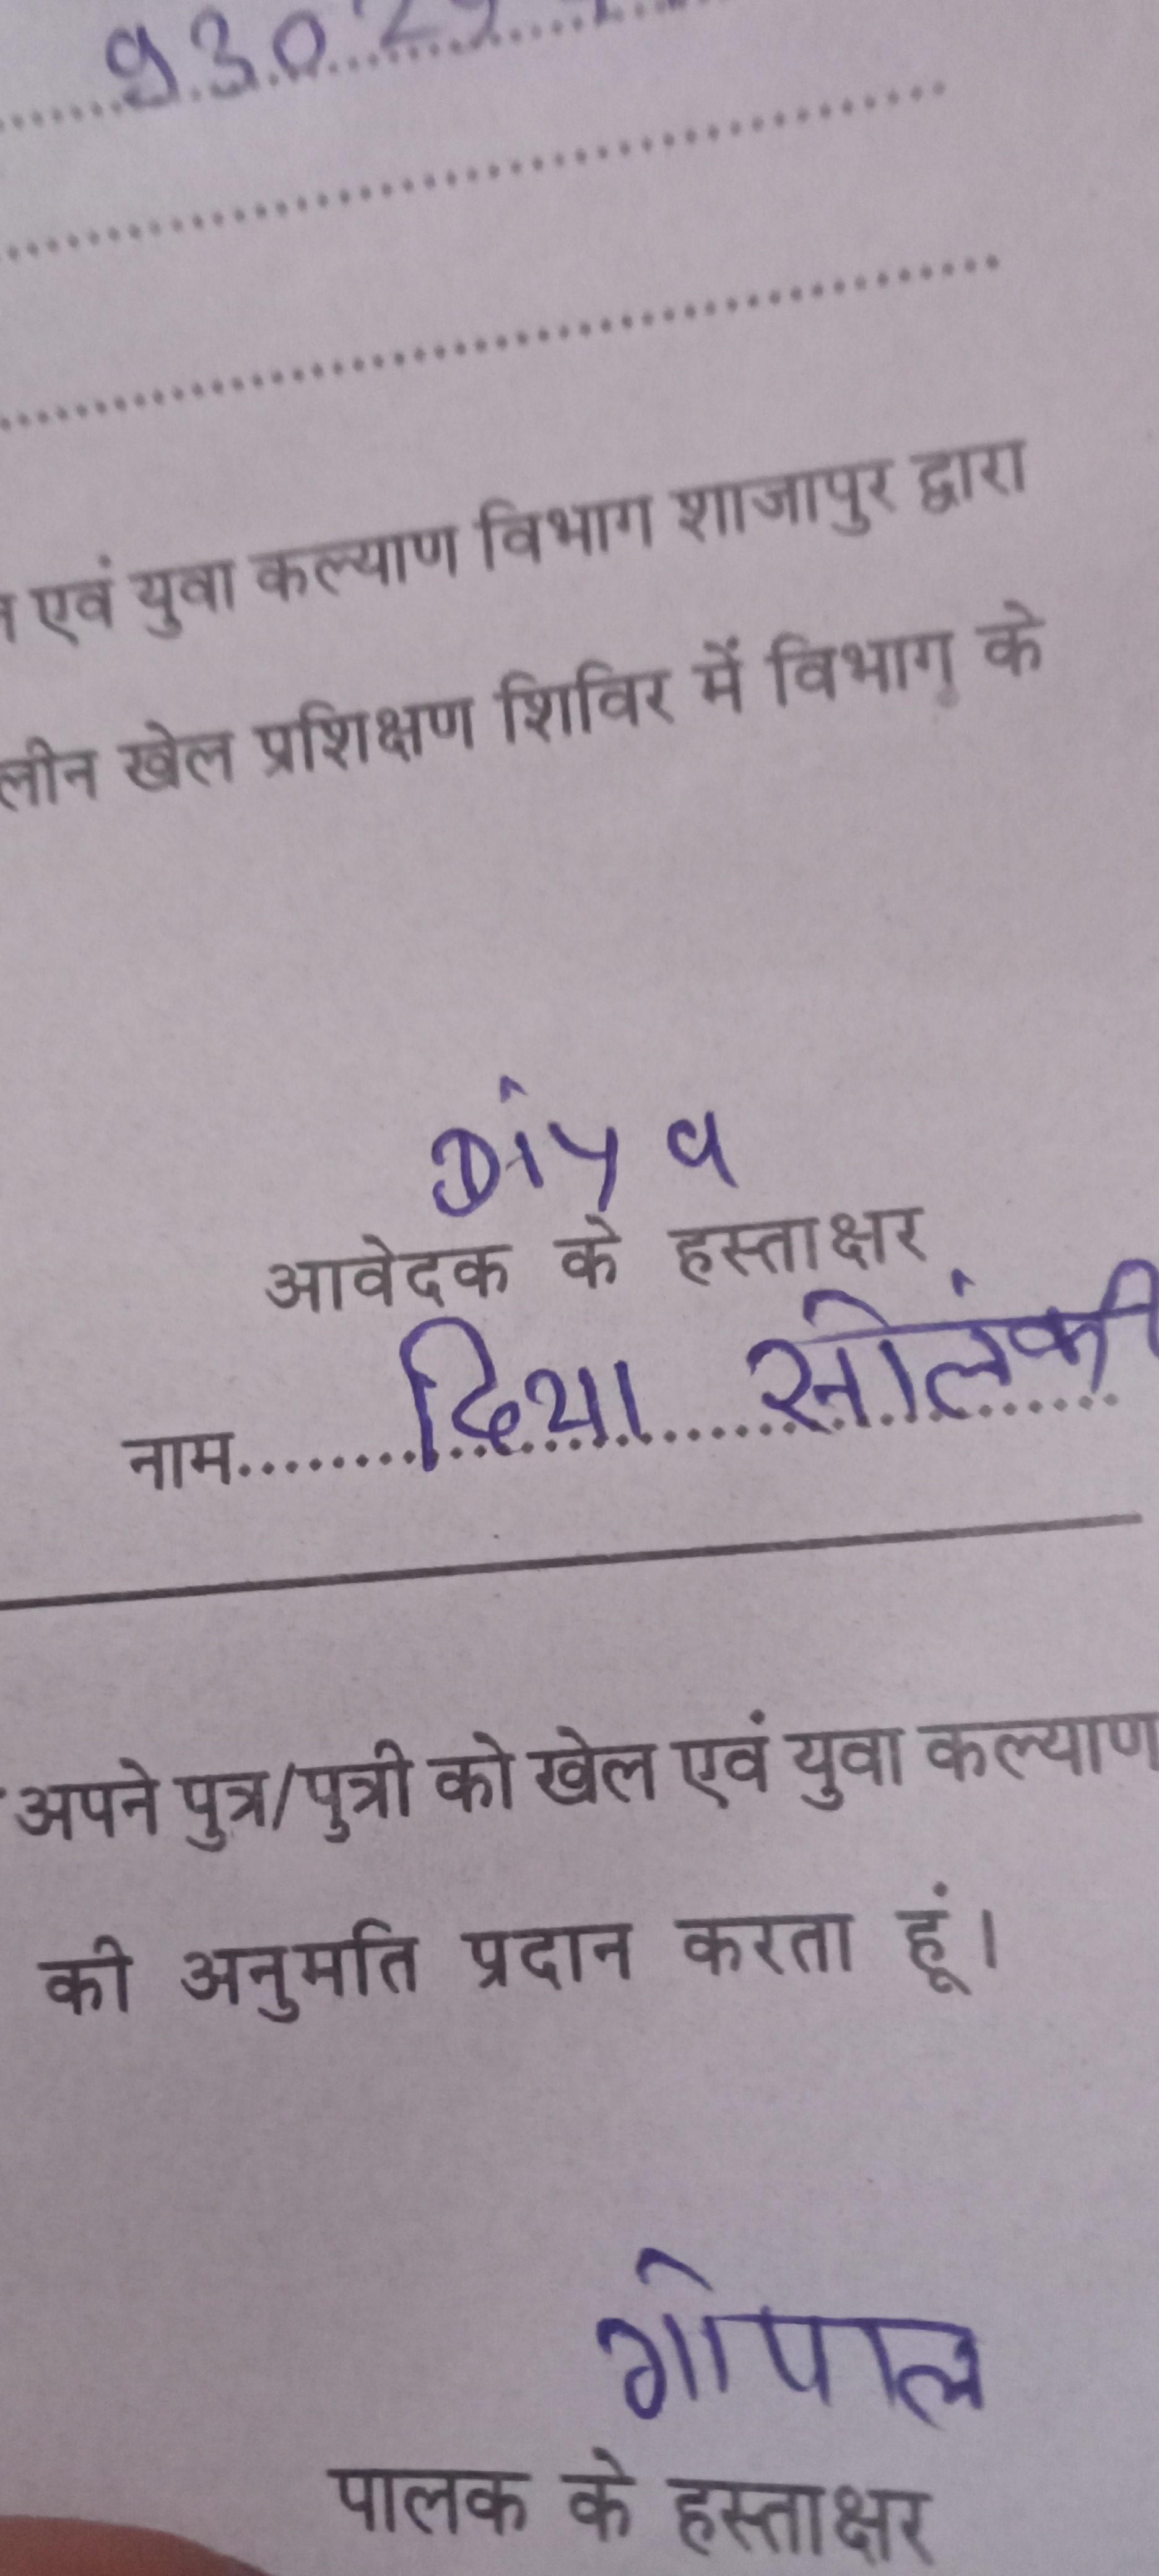 930
एवं युवा कल्याण विभाग शाजापुर द्वारा
लीन खेल प्रशिक्षण शिविर में विभाग के
Diya
आवेदक के हस्ताक्षर
नाम........दिया सोलंकी
अपने पुत्र/पुत्री को खेल एवं युवा कल्याण
की अनुमति प्रदान करता हूं।
गोपाल
पालक के हस्ताक्षर